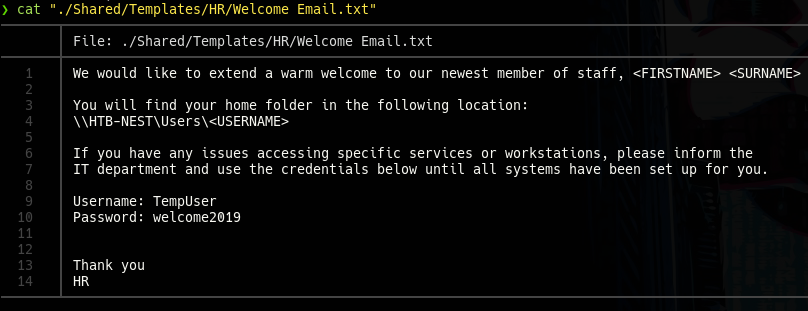 ❯ cat "./Shared/Templates/HR/Welcome Email.txt"
File: ./Shared/Templates/HR/Welcome Email.txt
1 We would like to extend a warm welcome to our newest member of staff, <FIRSTNAME> <SURNAME>
2
3 You will find your home folder in the following location:
4 \\HTB-NEST\Users\<USERNAME>
5
6 If you have any issues accessing specific services or workstations, please inform the
7 IT department and use the credentials below until all systems have been set up for you.
8
9 Username: TempUser
10 Password: welcome2019
11
12
13 Thank you
14 HR